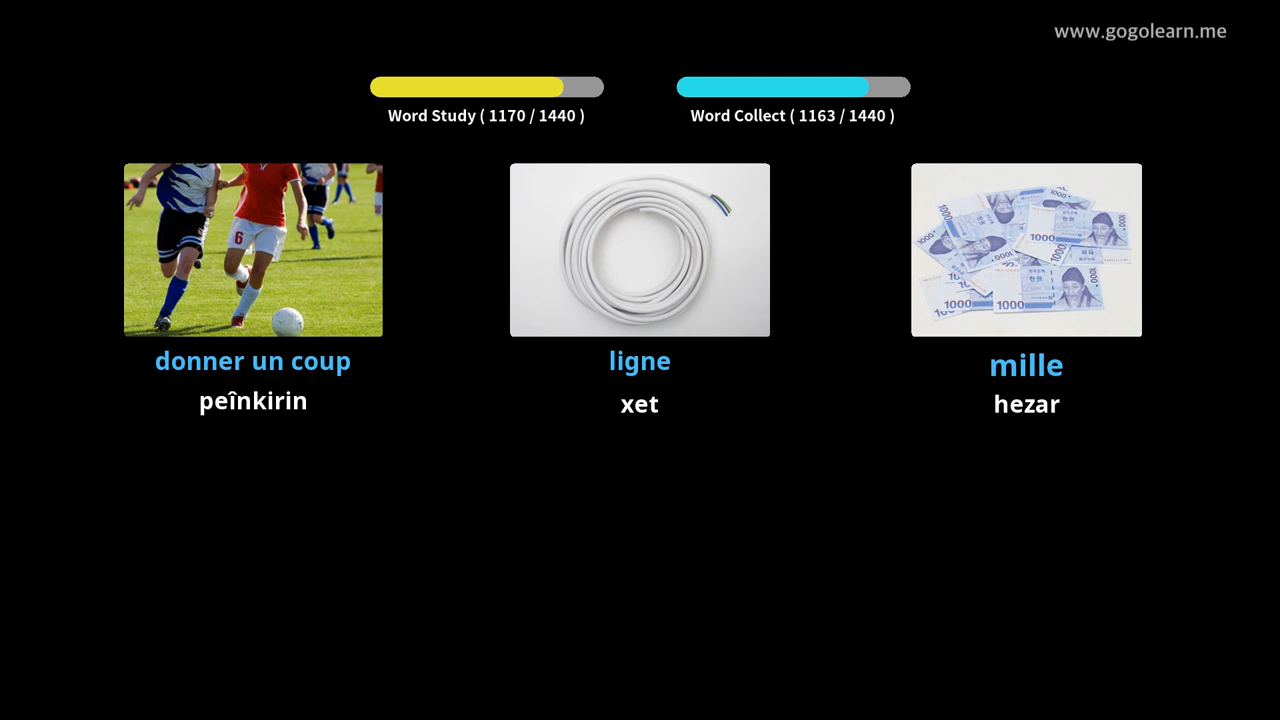 www.gogolearn.me
Word Study ( 1170 / 1440 )
Word Collect ( 1163 / 1440 )
donner un coup
ligne
mille
peînkirin
xet
hezar